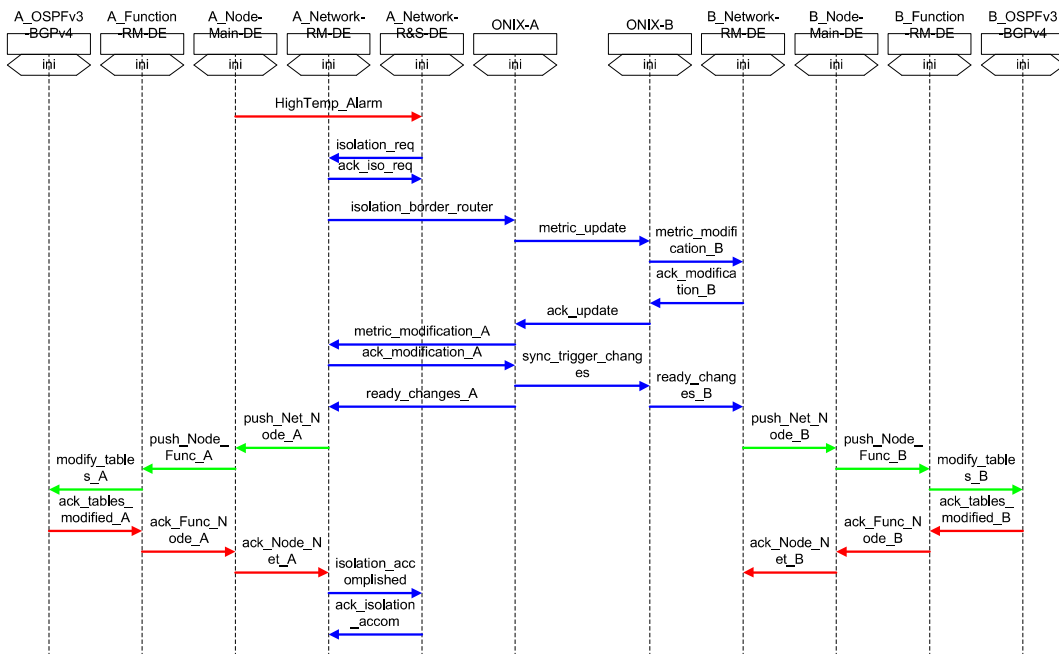 A_OSPFv3
-BGPv4
A_Function
-RM-DE
A_Node-
Main-DE
A_Network-
RM-DE
A_Network-
R&S-DE
ONIX-A
ONIX-B
B_Network-
RM-DE
B_Node-
Main-DE
B_Function
-RM-DE
B_OSPFv3
-BGPv4
ini
ini
ini
ini
ini
ini
ini
ini
ini
ini
ini
HighTemp_Alarm
isolation_req
ack_iso_req
isolation_border_router
metric_update
metric_modifi
cation_B
ack_modifica
tion_B
ack_update
metric_modification_A
ack_modification_A
sync_trigger_chang
es
ready_chan
ges_B
ready_changes_A
push_Net_N
ode_A
push_Net_N
ode_B
push_Node_
Func_A
push_Node_
Func_B
modify_table
s_A
modify_table
s_B
ack_tables_
modified_A
ack_tables_
modified_B
ack_Func_N
ode_A
ack_Func_N
ode_B
ack_Node_N
et_A
ack_Node_N
et_B
isolation_acc
omplished
ack_isolation
_accom